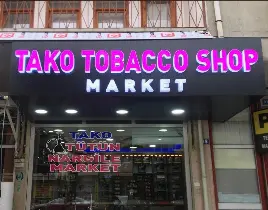 TAKO TOBACCO SHOP
MARKET
TAKO
TÜTÜN
NARGİLE
MARKET